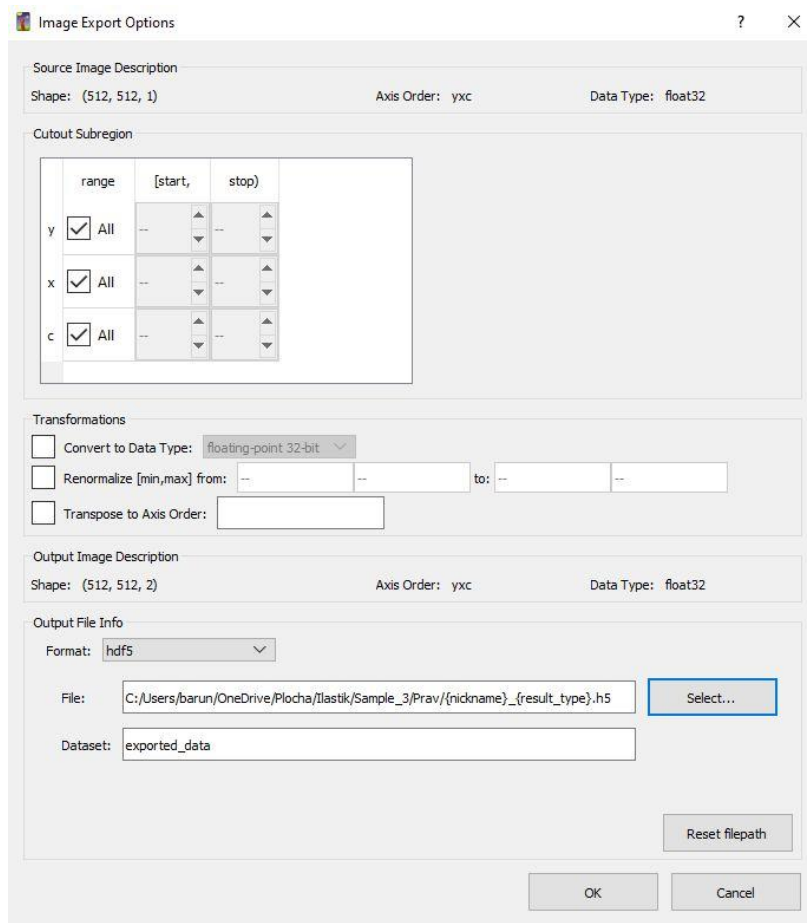 Image Export Options ? ×
Source Image Description
Shape: (512, 512, 1) Axis Order: yxc Data Type: float32
Cutout Subregion
range [start, stop)
y All -- --
x All -- --
c All -- --
Transformations
Convert to Data Type: floating-point 32-bit
Renormalize [min,max] from: -- -- to: -- --
Transpose to Axis Order:
Output Image Description
Shape: (512, 512, 2) Axis Order: yxc Data Type: float32
Output File Info
Format: hdf5
File: C:/Users/barun/OneDrive/Plocha/Ilastik/Sample_3/Prav/{nickname}_{result_type}.h5 Select...
Dataset: exported_data
Reset filepath
OK Cancel